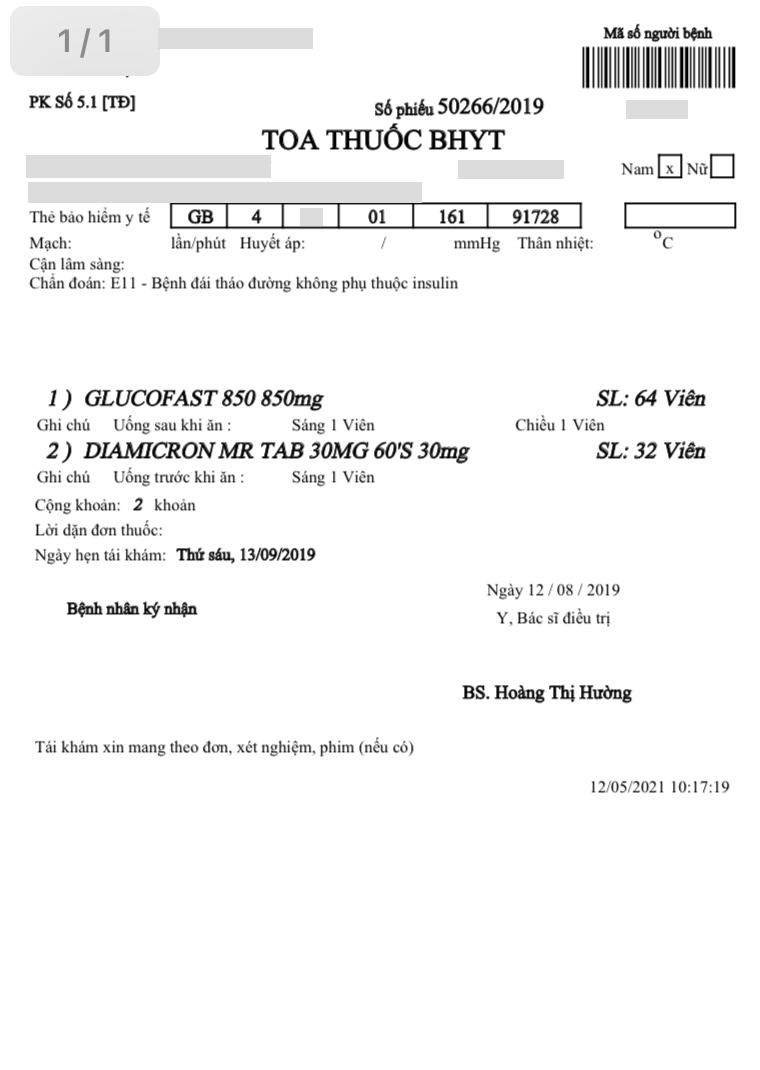 1/1
Mã số người bệnh
PK Số 5.1 [TĐ]
Số phiếu 50266/2019
TOA THUỐC BHYT
Nam x Nữ
Thẻ bảo hiểm y tế GB 4 01 161 91728
Mạch: lần/phút Huyết áp: / mmHg Thân nhiệt: °C
Cận lâm sàng:
Chẩn đoán: E11 - Bệnh đái tháo đường không phụ thuộc insulin
1 ) GLUCOFAST 850 850mg SL: 64 Viên
Ghi chú Uống sau khi ăn : Sáng 1 Viên Chiều 1 Viên
2 ) DIAMICRON MR TAB 30MG 60'S 30mg SL: 32 Viên
Ghi chú Uống trước khi ăn : Sáng 1 Viên
Cộng khoản: 2 khoản
Lời dặn đơn thuốc:
Ngày hẹn tái khám: Thứ sáu, 13/09/2019
Ngày 12 / 08 / 2019
Bệnh nhân ký nhận
Y, Bác sĩ điều trị
BS. Hoàng Thị Hường
Tái khám xin mang theo đơn, xét nghiệm, phim (nếu có)
12/05/2021 10:17:19